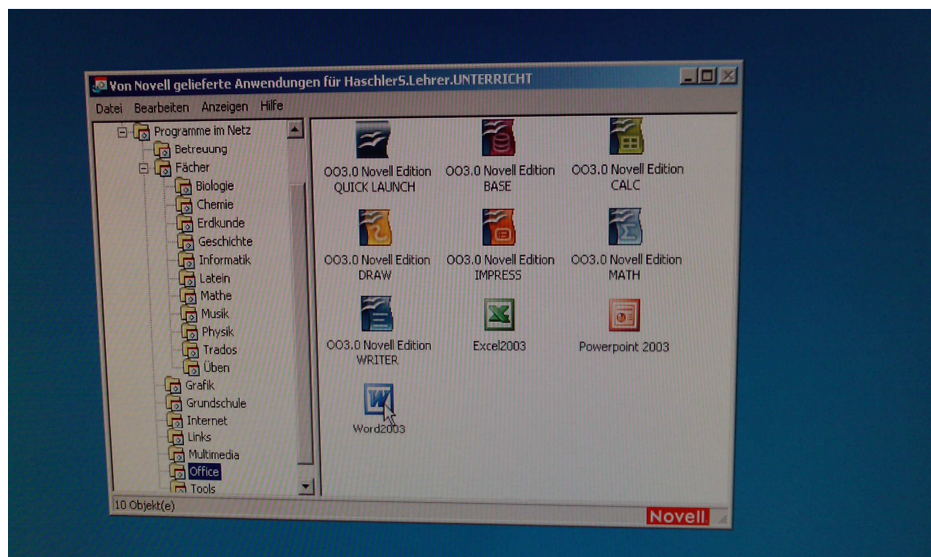 Von Novell gelieferte Anwendungen für HaschlerS.Lehrer.UNTERRICHT
Datei Bearbeiten Anzeigen Hilfe
Programme im Netz
Betreuung
Fächer
Biologie
Chemie
Erdkunde
Geschichte
Informatik
Latein
Mathe
Musik
Physik
Trados
Üben
Grafik
Grundschule
Internet
Links
Multimedia
Office
Tools
OO3.0 Novell Edition
QUICK LAUNCH
OO3.0 Novell Edition
BASE
OO3.0 Novell Edition
CALC
OO3.0 Novell Edition
DRAW
OO3.0 Novell Edition
IMPRESS
OO3.0 Novell Edition
MATH
OO3.0 Novell Edition
WRITER
Excel2003
Powerpoint 2003
Word2003
10 Objekt(e)
Novell